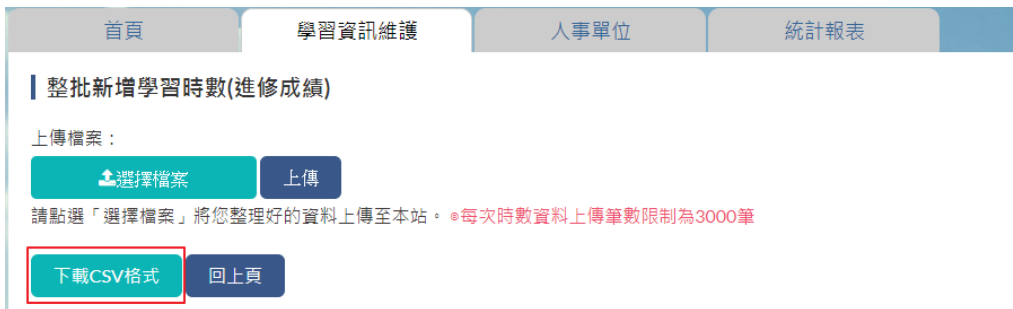 首頁 學習資訊維護 人事單位 統計報表
整批新增學習時數(進修成績)
上傳檔案：
選擇檔案 上傳
請點選「選擇檔案」將您整理好的資料上傳至本站。⊙每次時數資料上傳筆數限制為3000筆
下載CSV格式 回上頁